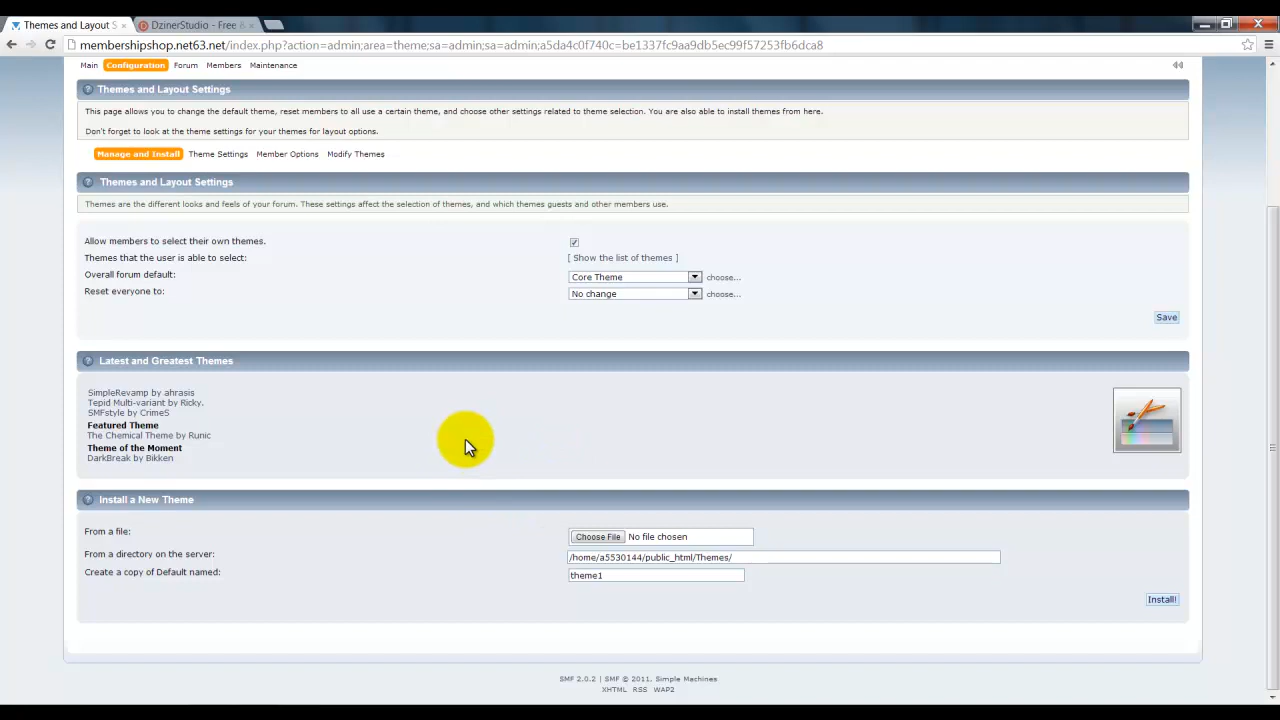 Themes and Layout S
DzinerStudio - Free
membershipshop.net63.net/index.php?action=admin;area=theme;sa=admin;sa=admin;a5da4c0f740c=be1337fc9aa9db5ec99f57253fb6dca8
Main Configuration Forum Members Maintenance
Themes and Layout Settings
This page allows you to change the default theme, reset members to all use a certain theme, and choose other settings related to theme selection. You are also able to install themes from here.
Don't forget to look at the theme settings for your themes for layout options.
Manage and Install Theme Settings Member Options Modify Themes
Themes and Layout Settings
Themes are the different looks and feels of your forum. These settings affect the selection of themes, and which themes guests and other members use.
Allow members to select their own themes.
Themes that the user is able to select: [ Show the list of themes ]
Overall forum default: Core Theme choose...
Reset everyone to: No change choose...
Save
Latest and Greatest Themes
SimpleRevamp by ahrasis
Tepid Multi-variant by Ricky.
SMFstyle by CrimeS
Featured Theme
The Chemical Theme by Runic
Theme of the Moment
DarkBreak by Bikken
Install a New Theme
From a file: Choose File No file chosen
From a directory on the server: /home/a5530144/public_html/Themes/
Create a copy of Default named: theme1
Install!
SMF 2.0.2 | SMF © 2011, Simple Machines
XHTML RSS WAP2